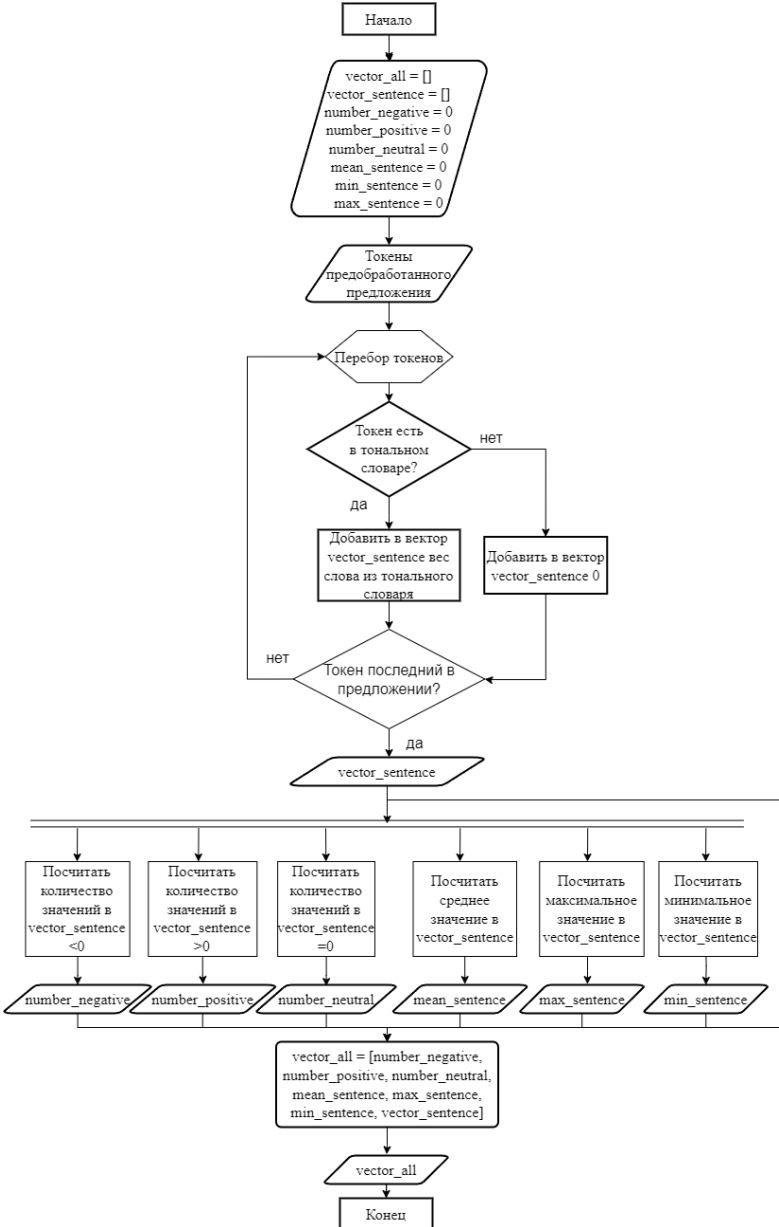 Начало
vector_all = []
vector_sentence = []
number_negative = 0
number_positive = 0
number_neutral = 0
mean_sentence = 0
min_sentence = 0
max_sentence = 0
Токены
предобработанного
предложения
Перебор токенов
Токен есть
в тональном
словаре?
нет
да
Добавить в вектор
vector_sentence вес
слова из тонального
словаря
Добавить в вектор
vector_sentence 0
нет
Токен последний в
предложении?
да
vector_sentence
Посчитать
количество
значений в
vector_sentence
<0
Посчитать
количество
значений в
vector_sentence
>0
Посчитать
количество
значений в
vector_sentence
=0
Посчитать
среднее
значение в
vector_sentence
Посчитать
максимальное
значение в
vector_sentence
Посчитать
минимальное
значение в
vector_sentence
number_negative
number_positive
number_neutral
mean_sentence
max_sentence
min_sentence
vector_all = [number_negative,
number_positive, number_neutral,
mean_sentence, max_sentence,
min_sentence, vector_sentence]
vector_all
Конец